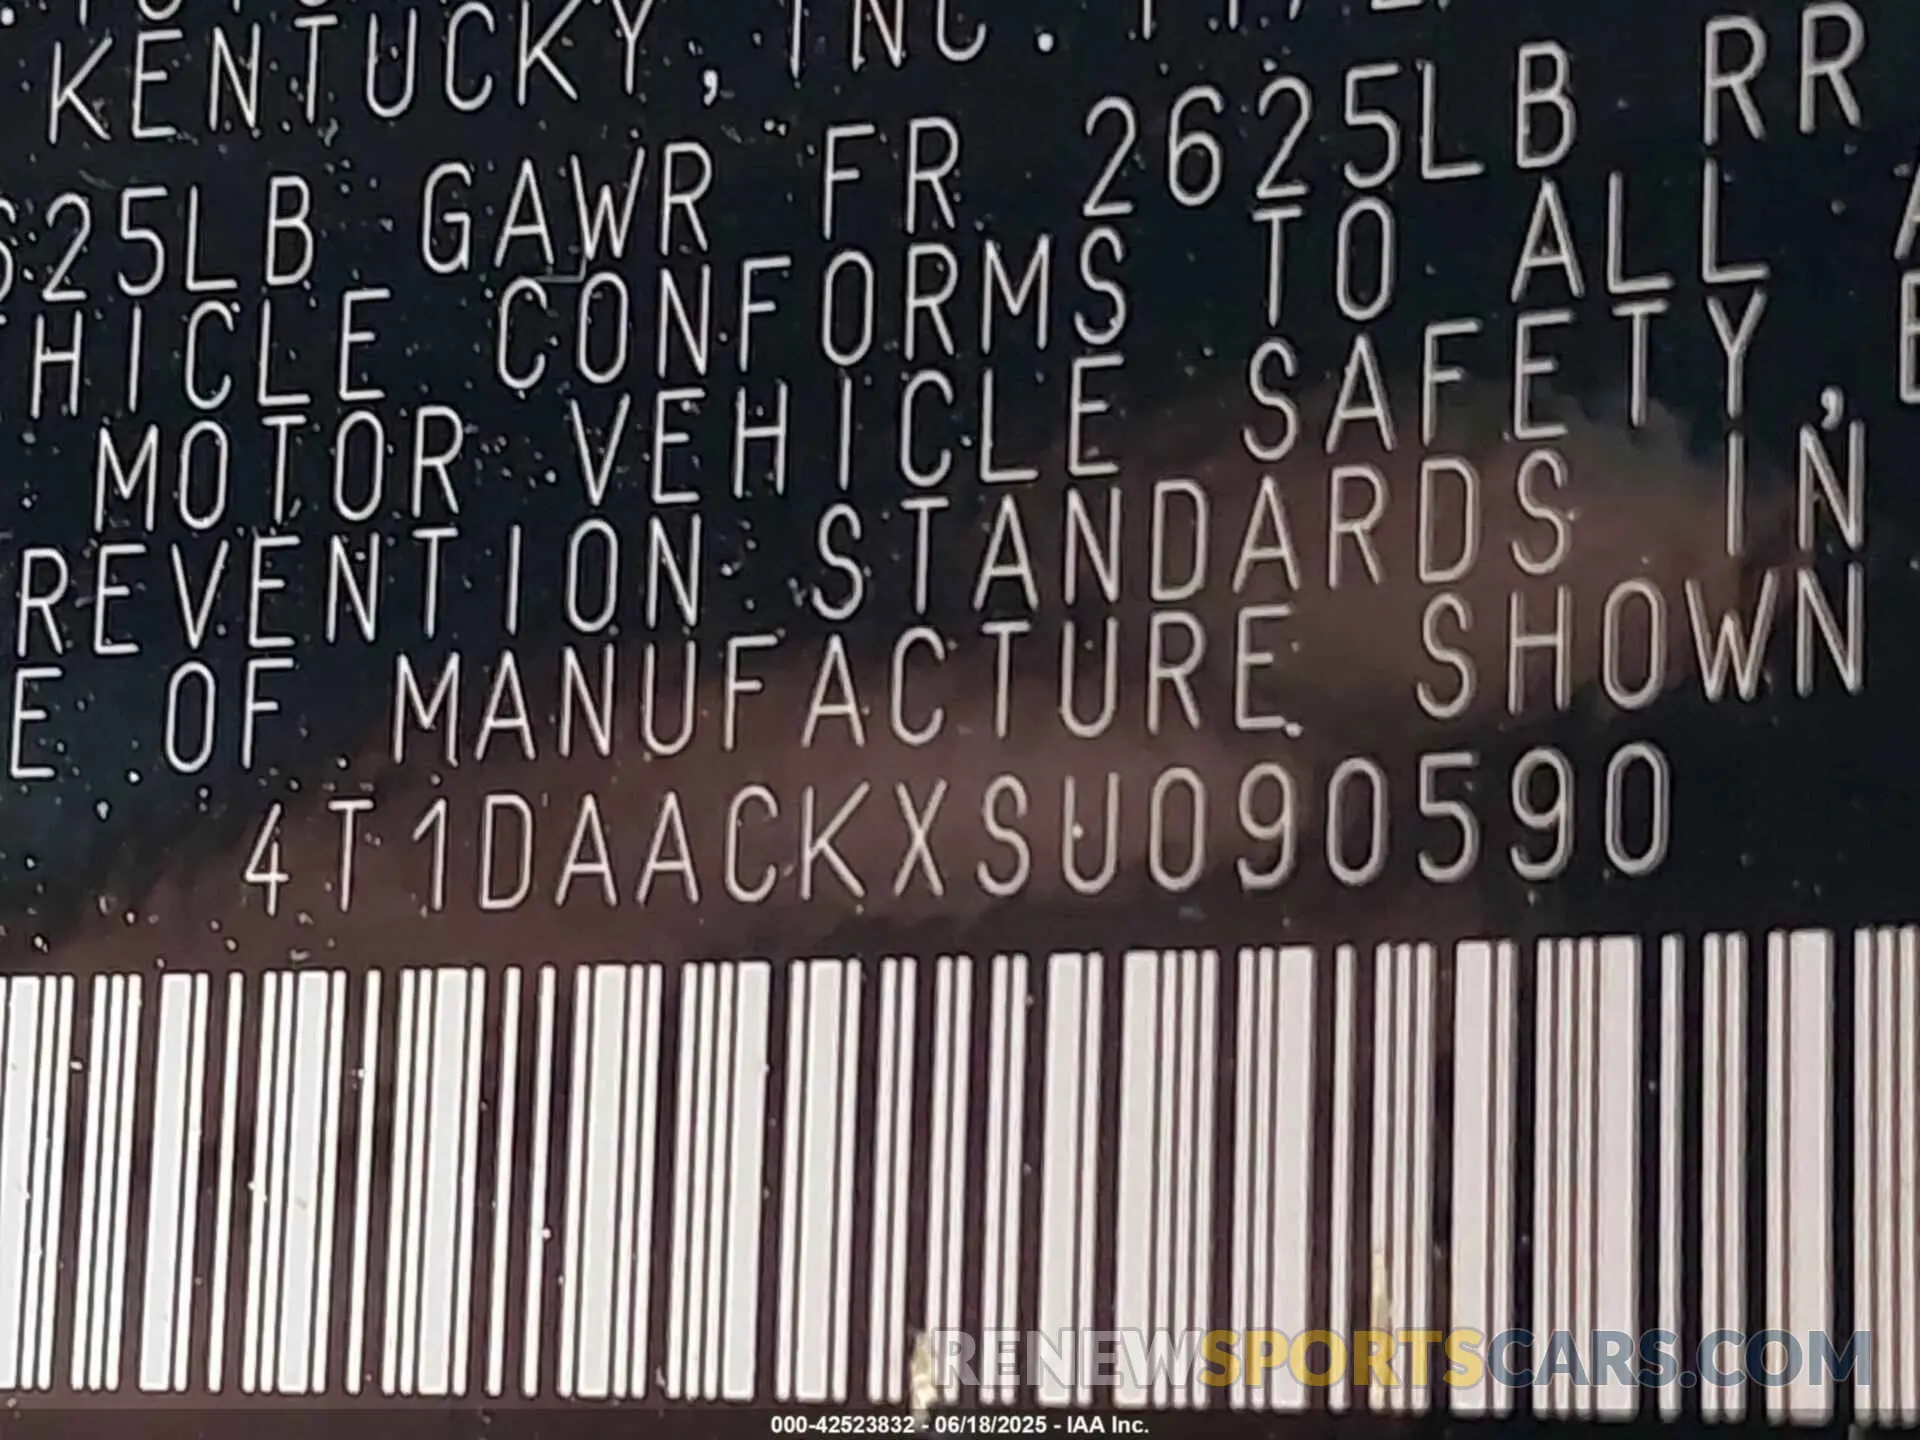 KENTUCKY, INC.
625LB GAWR FR 2625LB RR
HICLE CONFORMS TO ALL A
MOTOR VEHICLE SAFETY,
REVENTION STANDARDS IN
E OF MANUFACTURE SHOWN
4T1DAACKXSU090590
RENEWSPORTSCARS.COM
000-42523832 - 06/18/2025 - IAA Inc.